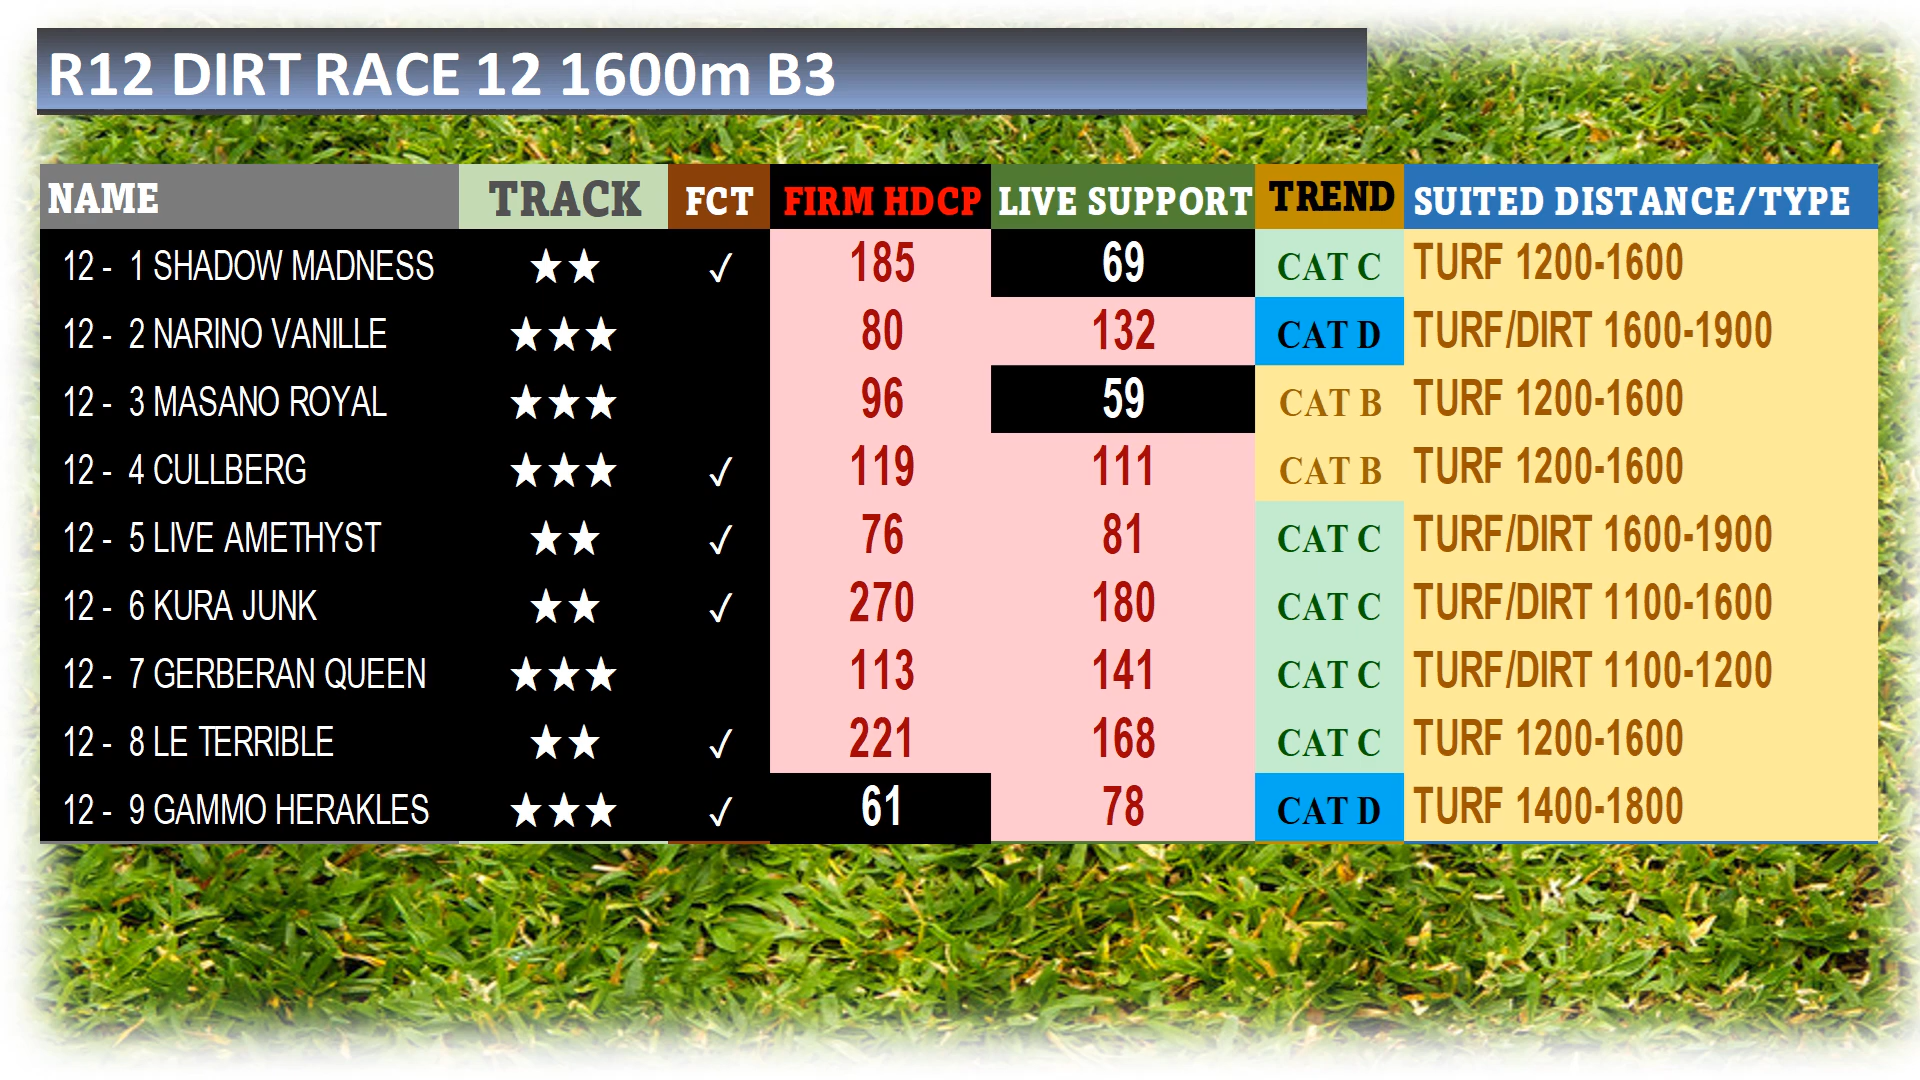 R12 DIRT RACE 12 1600m B3
NAME TRACK FCT FIRM HDCP LIVE SUPPORT TREND SUITED DISTANCE/TYPE
12 - 1 SHADOW MADNESS ★★ ✓ 185 69 CAT C TURF 1200-1600
12 - 2 NARINO VANILLE ★★★ 80 132 CAT D TURF/DIRT 1600-1900
12 - 3 MASANO ROYAL ★★★ 96 59 CAT B TURF 1200-1600
12 - 4 CULLBERG ★★★ ✓ 119 111 CAT B TURF 1200-1600
12 - 5 LIVE AMETHYST ★★ ✓ 76 81 CAT C TURF/DIRT 1600-1900
12 - 6 KURA JUNK ★★ ✓ 270 180 CAT C TURF/DIRT 1100-1600
12 - 7 GERBERAN QUEEN ★★★ 113 141 CAT C TURF/DIRT 1100-1200
12 - 8 LE TERRIBLE ★★ ✓ 221 168 CAT C TURF 1200-1600
12 - 9 GAMMO HERAKLES ★★★ ✓ 61 78 CAT D TURF 1400-1800